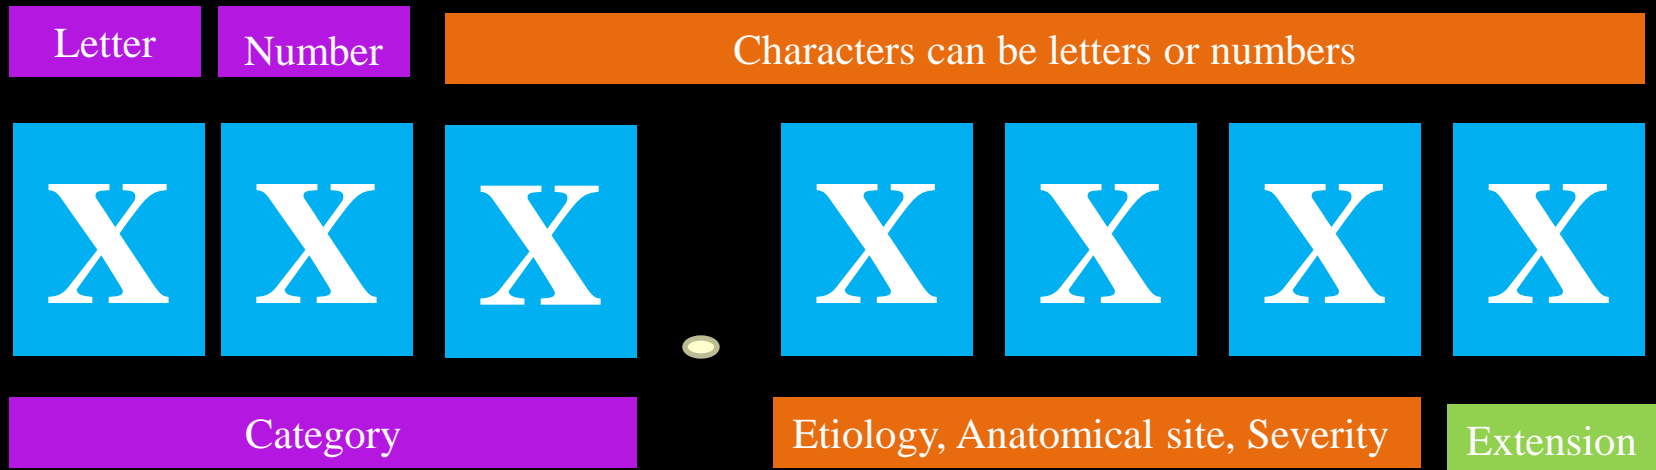 Letter Number Characters can be letters or numbers
X X X . X X X X
Category Etiology, Anatomical site, Severity Extension